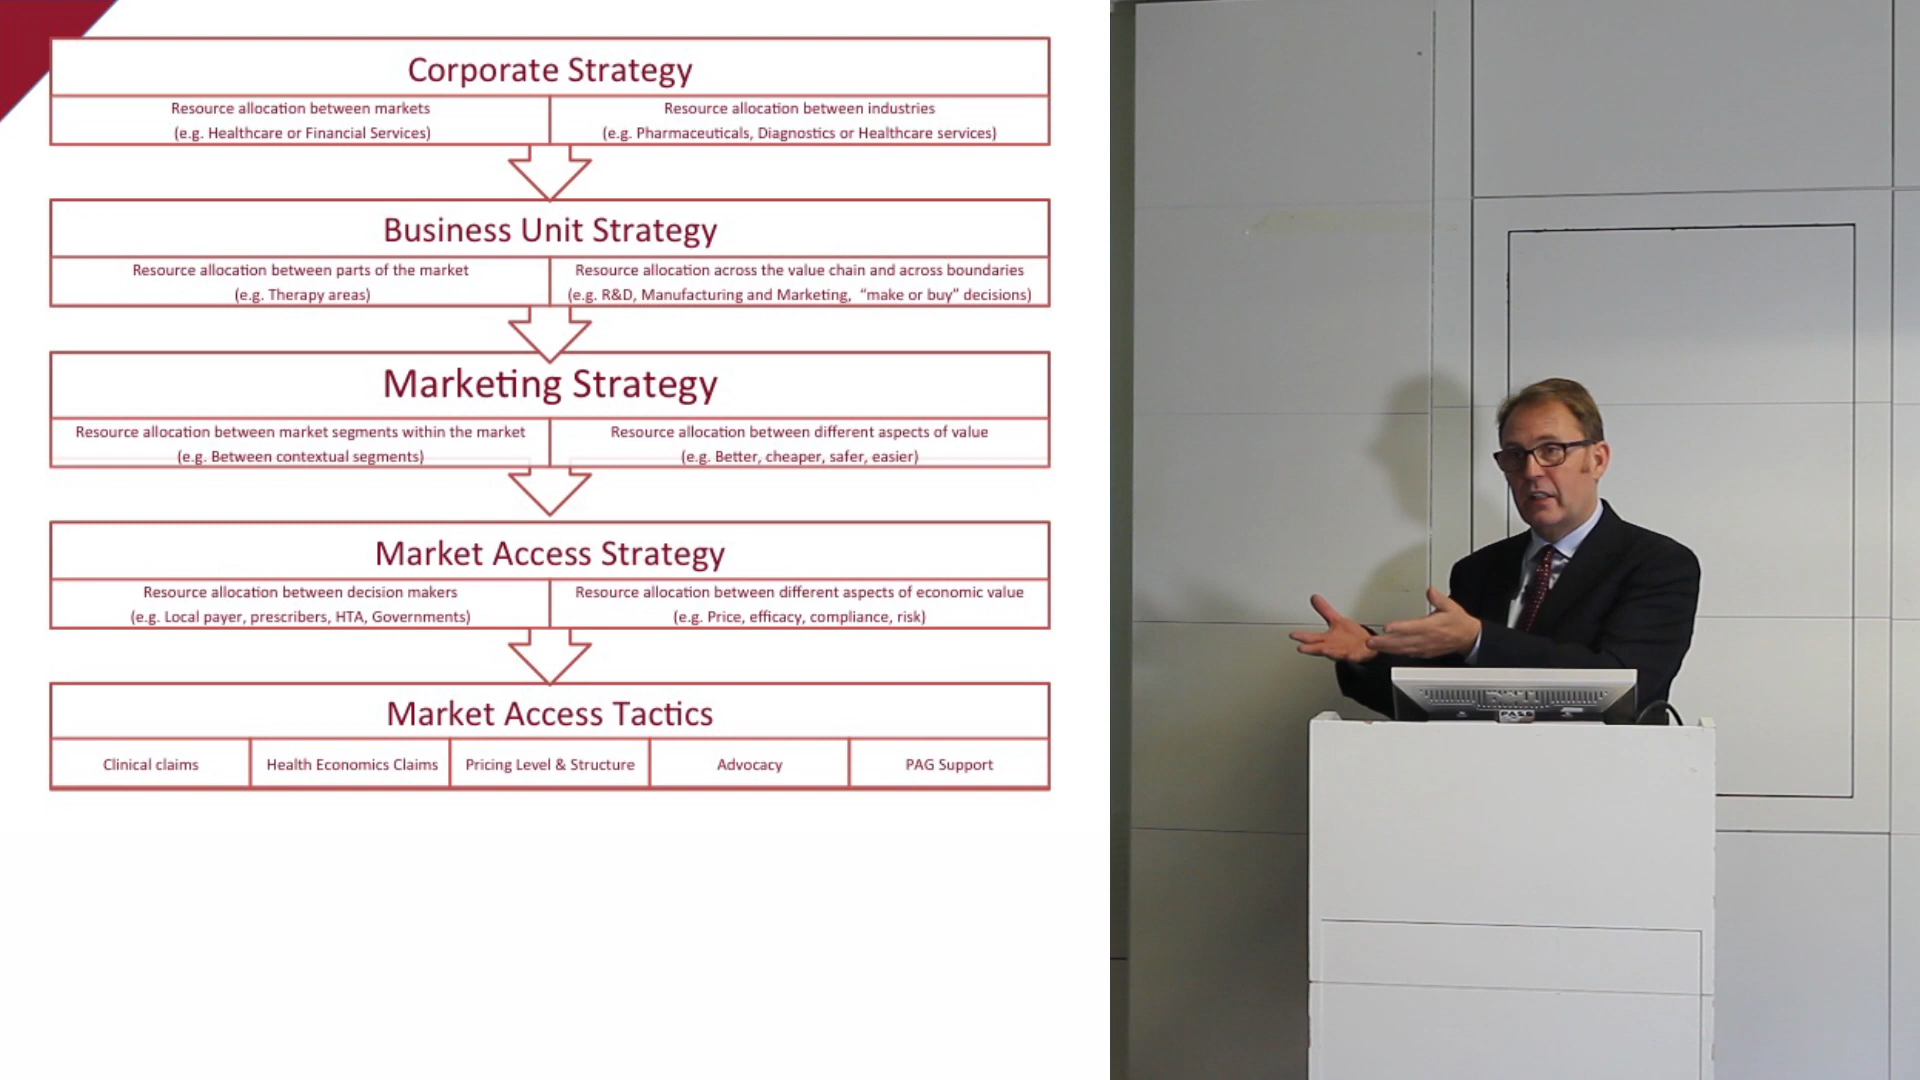 Corporate Strategy
Resource allocation between markets
(e.g. Healthcare or Financial Services)
Resource allocation between industries
(e.g. Pharmaceuticals, Diagnostics or Healthcare services)
Business Unit Strategy
Resource allocation between parts of the market
(e.g. Therapy areas)
Resource allocation across the value chain and across boundaries
(e.g. R&D, Manufacturing and Marketing, “make or buy” decisions)
Marketing Strategy
Resource allocation between market segments within the market
(e.g. Between contextual segments)
Resource allocation between different aspects of value
(e.g. Better, cheaper, safer, easier)
Market Access Strategy
Resource allocation between decision makers
(e.g. Local payer, prescribers, HTA, Governments)
Resource allocation between different aspects of economic value
(e.g. Price, efficacy, compliance, risk)
Market Access Tactics
Clinical claims
Health Economics Claims
Pricing Level & Structure
Advocacy
PAG Support